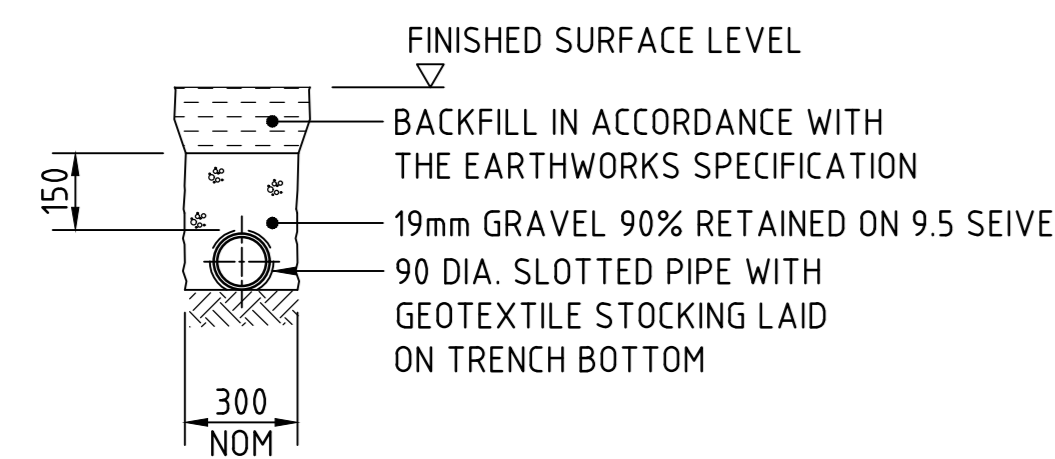 FINISHED SURFACE LEVEL
BACKFILL IN ACCORDANCE WITH
THE EARTHWORKS SPECIFICATION
150
19mm GRAVEL 90% RETAINED ON 9.5 SEIVE
90 DIA. SLOTTED PIPE WITH
GEOTEXTILE STOCKING LAID
ON TRENCH BOTTOM
300
NOM